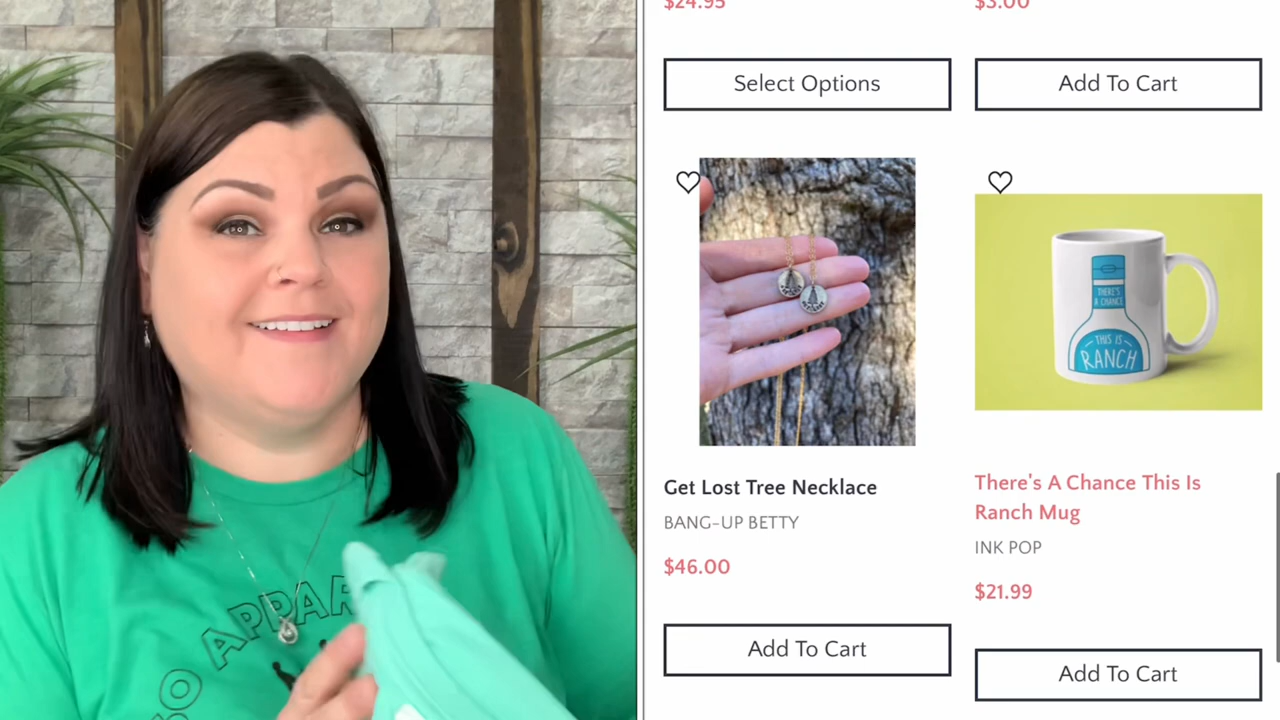 $24.95
$3.00
Select Options
Add To Cart
THERE'S
A CHANCE
THIS IS
RANCH
Get Lost Tree Necklace
BANG-UP BETTY
$46.00
Add To Cart
There's A Chance This Is
Ranch Mug
INK POP
$21.99
Add To Cart